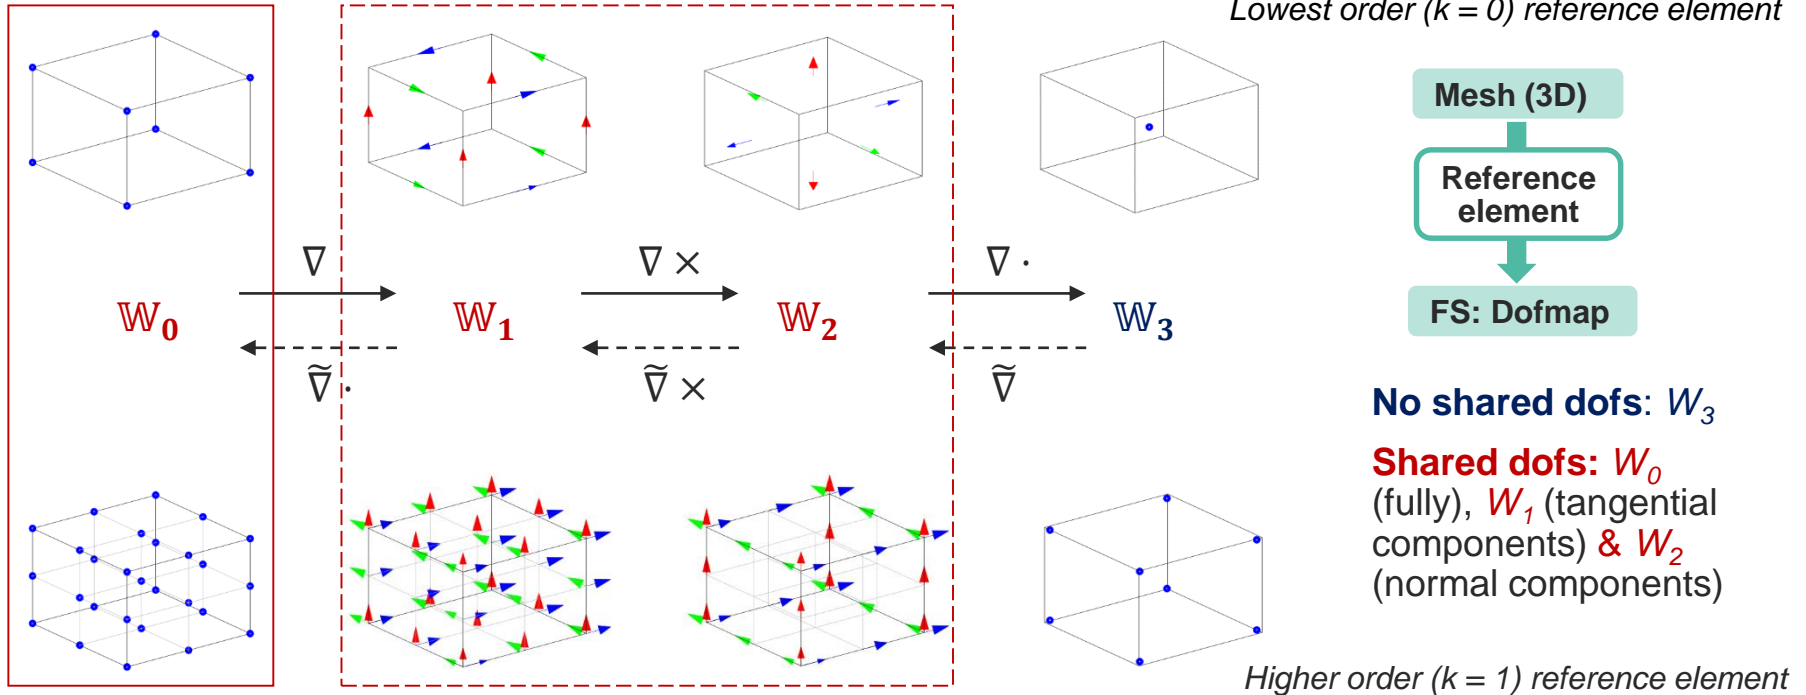 Lowest order (k = 0) reference element
Mesh (3D)
Reference
element
FS: Dofmap
∇
∇ ×
∇ ·
𝕎₀
𝕎₁
𝕎₂
𝕎₃
∇̃ ·
∇̃ ×
∇̃
No shared dofs: W₃
Shared dofs: W₀
(fully), W₁ (tangential
components) & W₂
(normal components)
Higher order (k = 1) reference element